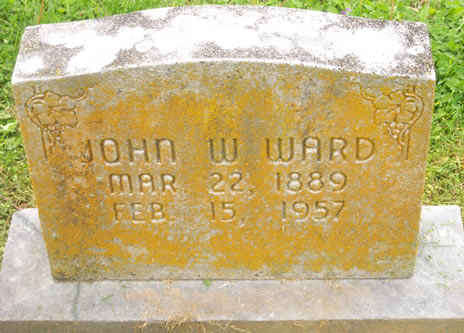 JOHN W. WARD
MAR. 22, 1889
FEB. 15, 1957